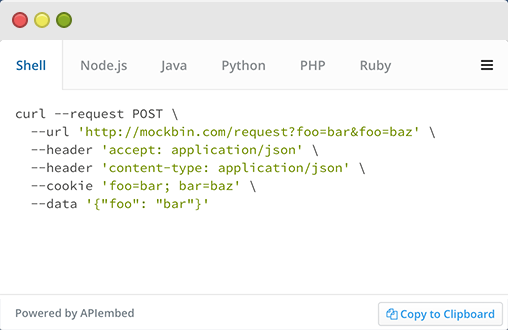 Shell Node.js Java Python PHP Ruby
curl --request POST \
--url 'http://mockbin.com/request?foo=bar&foo=baz' \
--header 'accept: application/json' \
--header 'content-type: application/json' \
--cookie 'foo=bar; bar=baz' \
--data '{"foo": "bar"}'
Powered by APIembed Copy to Clipboard